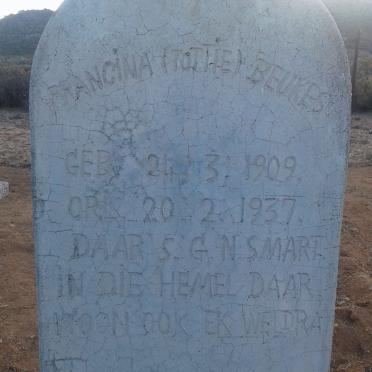 FRANCINA (TOTHE) BEUKES
GEB. 24. 3. 1909.
ORL. 20. 2. 1937.
DAAR S. G N SMART
IN DIE HEMEL DAAR
WOON OOK EK WELDRA